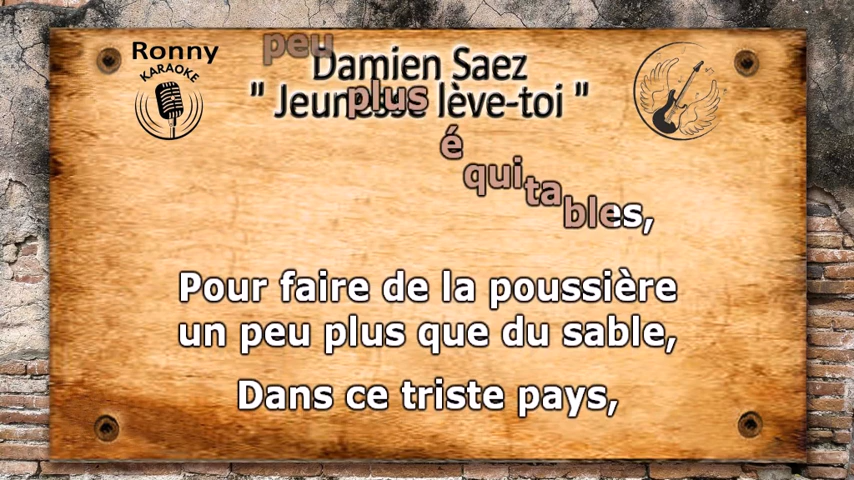 Ronny
KARAOKE
peu
Damien Saez
" Jeunesse lève-toi "
plus
é
qui
ta
bles,
Pour faire de la poussière
un peu plus que du sable,
Dans ce triste pays,